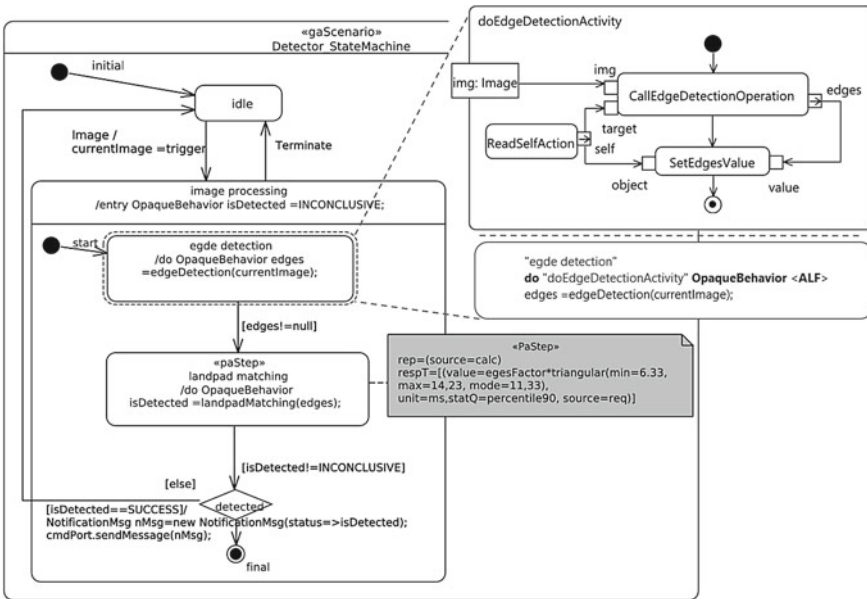 «gaScenario»
Detector StateMachine
initial
idle
Image /
currentImage =trigger
Terminate
image processing
/entry OpaqueBehavior isDetected =INCONCLUSIVE;
start
egde detection
/do OpaqueBehavior edges
=edgeDetection(currentImage);
[edges!=null]
«paStep»
landpad matching
/do OpaqueBehavior
isDetected =landpadMatching(edges);
[isDetected!=INCONCLUSIVE]
[else]
detected
[isDetected==SUCCESS]/
NotificationMsg nMsg=new NotificationMsg(status=>isDetected);
cmdPort.sendMessage(nMsg);
final
doEdgeDetectionActivity
img: Image
img
CallEdgeDetectionOperation
edges
target
ReadSelfAction
self
SetEdgesValue
object
value
"egde detection"
do "doEdgeDetectionActivity" OpaqueBehavior <ALF>
edges =edgeDetection(currentImage);
«PaStep»
rep=(source=calc)
respT=[(value=egesFactor*triangular(min=6.33,
max=14,23, mode=11,33),
unit=ms,statQ=percentile90, source=req)]